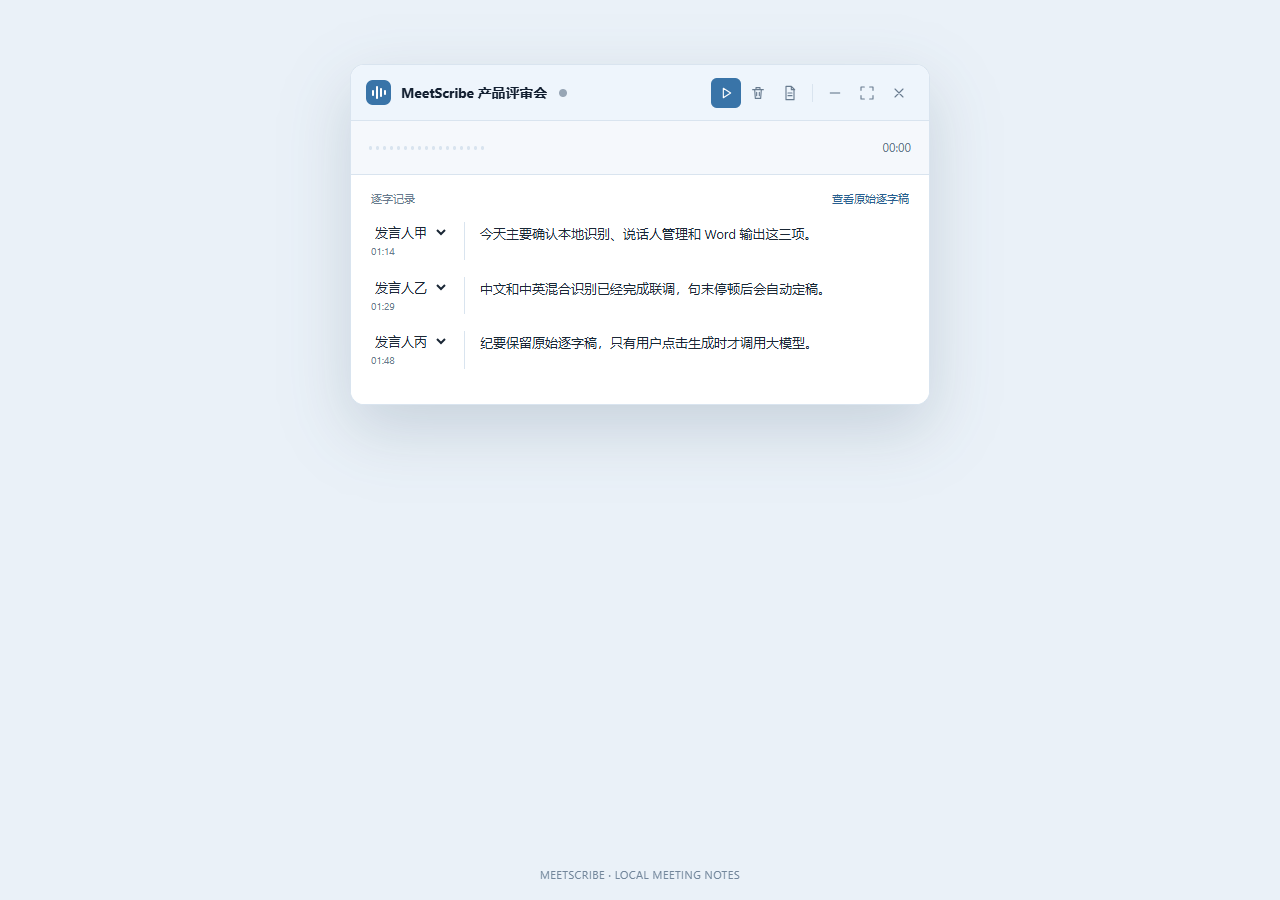 MeetScribe 产品评审会
00:00
逐字记录
查看原始逐字稿
发言人甲
01:14
今天主要确认本地识别、说话人管理和 Word 输出这三项。
发言人乙
01:29
中文和中英混合识别已经完成联调，句末停顿后会自动定稿。
发言人丙
01:48
纪要保留原始逐字稿，只有用户点击生成时才调用大模型。
MEETSCRIBE · LOCAL MEETING NOTES